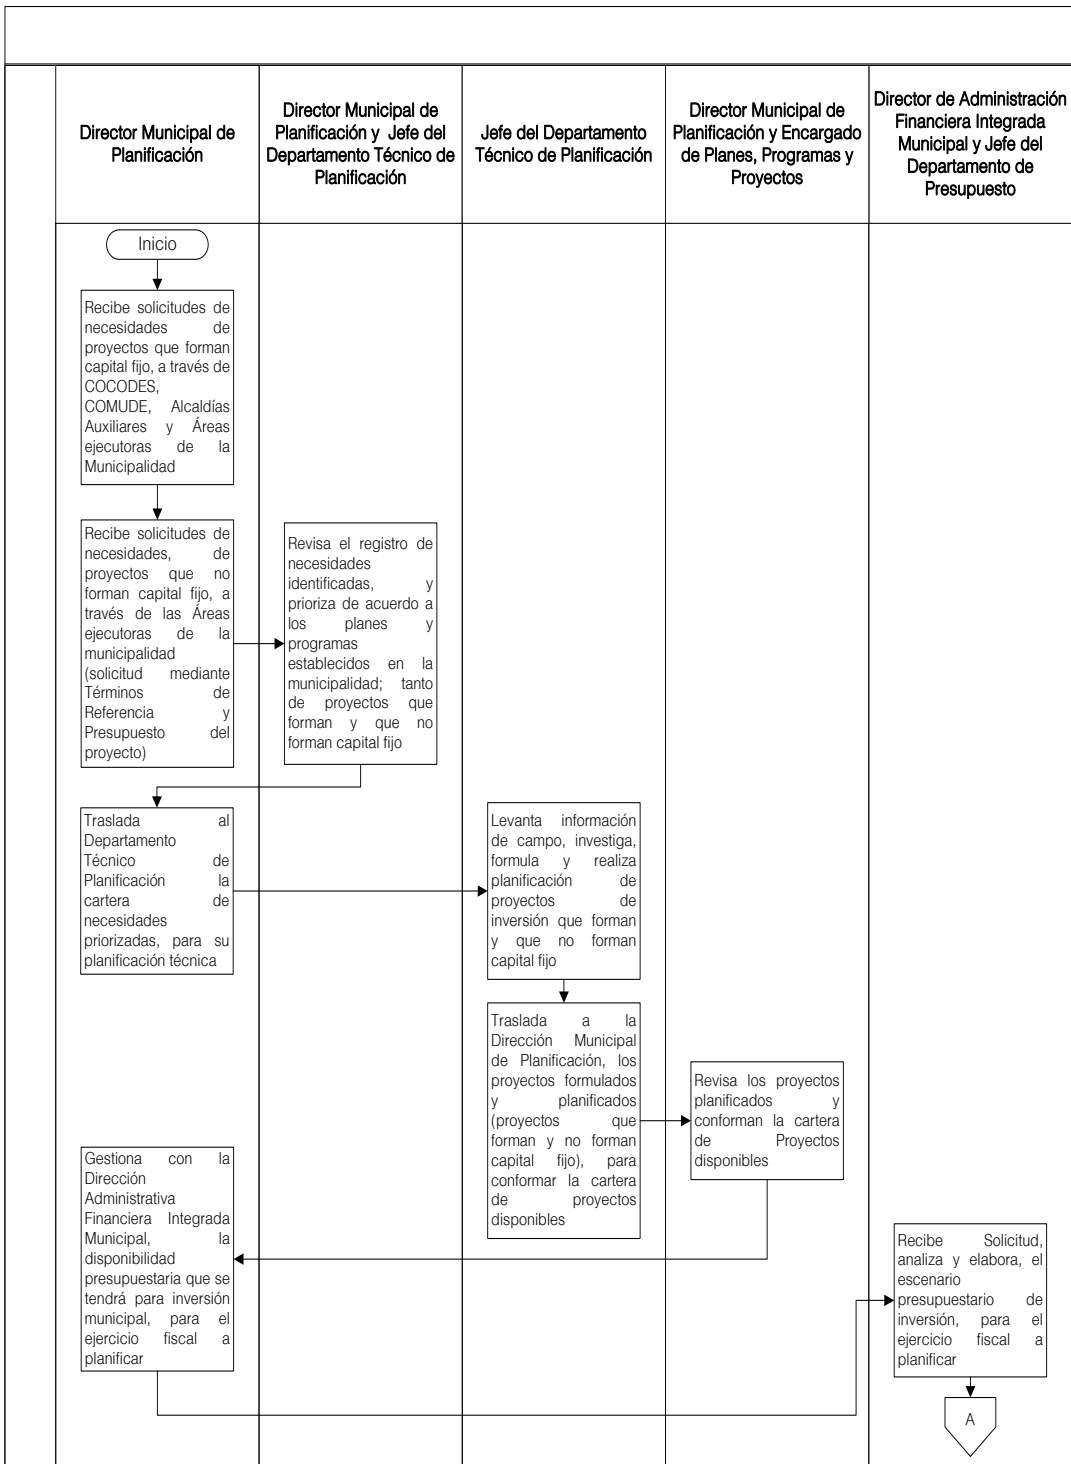 Director Municipal de
Planificación
Director Municipal de
Planificación y Jefe del
Departamento Técnico de
Planificación
Jefe del Departamento
Técnico de Planificación
Director Municipal de
Planificación y Encargado
de Planes, Programas y
Proyectos
Director de Administración
Financiera Integrada
Municipal y Jefe del
Departamento de
Presupuesto
Inicio
Recibe solicitudes de
necesidades de
proyectos que forman
capital fijo, a través de
COCODES,
COMUDE, Alcaldías
Auxiliares y Áreas
ejecutoras de la
Municipalidad
Recibe solicitudes de
necesidades, de
proyectos que no
forman capital fijo, a
través de las Áreas
ejecutoras de la
municipalidad
(solicitud mediante
Términos de
Referencia y
Presupuesto del
proyecto)
Revisa el registro de
necesidades
identificadas, y
prioriza de acuerdo a
los planes y
programas
establecidos en la
municipalidad; tanto
de proyectos que
forman y que no
forman capital fijo
Traslada al
Departamento
Técnico de
Planificación la
cartera de
necesidades
priorizadas, para su
planificación técnica
Levanta información
de campo, investiga,
formula y realiza
planificación de
proyectos de
inversión que forman
y que no forman
capital fijo
Traslada a la
Dirección Municipal
de Planificación, los
proyectos formulados
y planificados
(proyectos que
forman y no forman
capital fijo), para
conformar la cartera
de proyectos
disponibles
Revisa los proyectos
planificados y
conforman la cartera
de Proyectos
disponibles
Gestiona con la
Dirección
Administrativa
Financiera Integrada
Municipal, la
disponibilidad
presupuestaria que se
tendrá para inversión
municipal, para el
ejercicio fiscal a
planificar
Recibe Solicitud,
analiza y elabora, el
escenario
presupuestario de
inversión, para el
ejercicio fiscal a
planificar
A